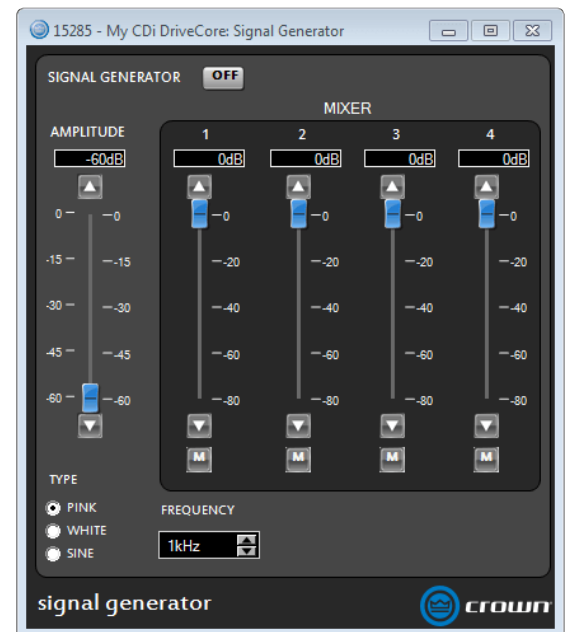 15285 - My CDi DriveCore: Signal Generator
SIGNAL GENERATOR OFF
MIXER
AMPLITUDE 1 2 3 4
-60dB 0dB 0dB 0dB 0dB
0 -0 -0 -0 -0 -0
-15 -15 -20 -20 -20 -20
-30 -30 -40 -40 -40 -40
-45 -45 -60 -60 -60 -60
-60 -60 -80 -80 -80 -80
M M M M
TYPE
PINK FREQUENCY
WHITE
1kHz
SINE
signal generator crown